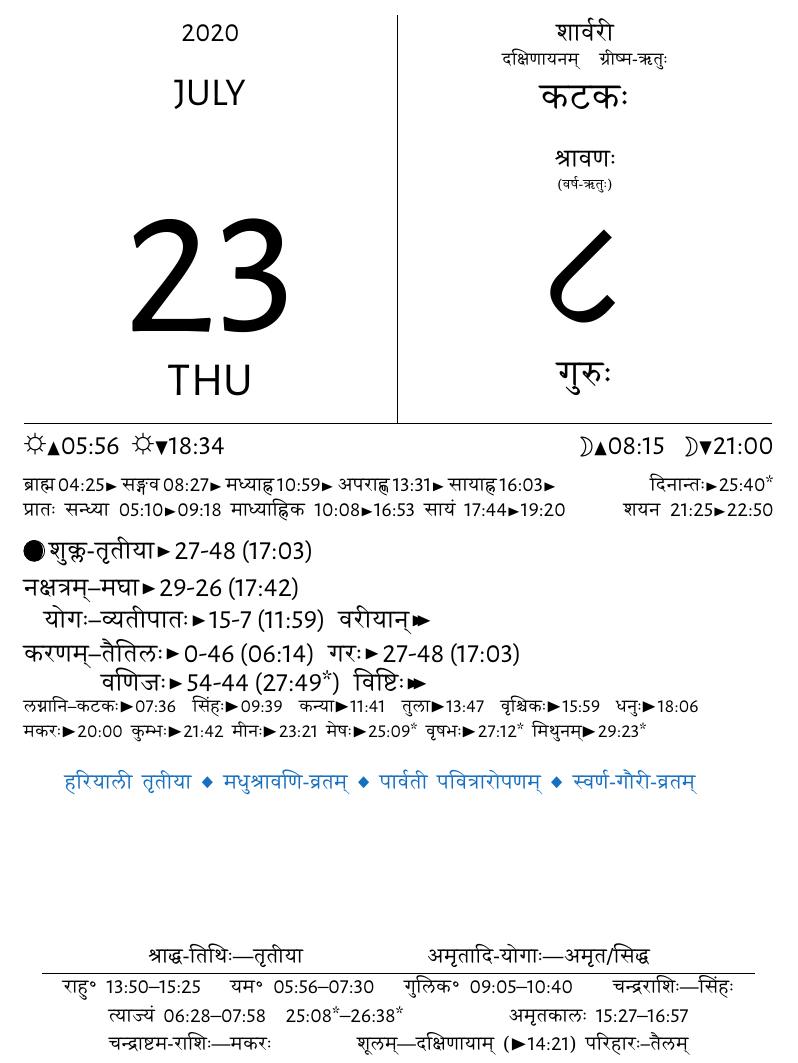 2020
JULY
23
THU
शार्वरी
दक्षिणायनम् ग्रीष्म-ऋतुः
कटकः
श्रावणः
(वर्ष-ऋतुः)
८
गुरुः
☼▲05:56 ☼▼18:34 ☽▲08:15 ☽▼21:00
ब्राह्म 04:25► सङ्गव 08:27► मध्याह्न 10:59► अपराह्ण 13:31► सायाह्न 16:03► दिनान्तः►25:40*
प्रातः सन्ध्या 05:10►09:18 माध्याह्निक 10:08►16:53 सायं 17:44►19:20 शयन 21:25►22:50
शुक्ल-तृतीया►27-48 (17:03)
नक्षत्रम्–मघा►29-26 (17:42)
योगः–व्यतीपातः►15-7 (11:59) वरीयान्►►
करणम्–तैतिलः►0-46 (06:14) गरः►27-48 (17:03)
वणिजः►54-44 (27:49*) विष्टिः►►
लग्नानि–कटकः►07:36 सिंहः►09:39 कन्या►11:41 तुला►13:47 वृश्चिकः►15:59 धनुः►18:06
मकरः►20:00 कुम्भः►21:42 मीनः►23:21 मेषः►25:09* वृषभः►27:12* मिथुनम्►29:23*
हरियाली तृतीया ◆ मधुश्रावणि-व्रतम् ◆ पार्वती पवित्रारोपणम् ◆ स्वर्ण-गौरी-व्रतम्
श्राद्ध-तिथिः—तृतीया अमृतादि-योगाः—अमृत/सिद्ध
राहु° 13:50–15:25 यम° 05:56–07:30 गुलिक° 09:05–10:40 चन्द्रराशिः—सिंहः
त्याज्यं 06:28–07:58 25:08*–26:38* अमृतकालः 15:27–16:57
चन्द्राष्टम-राशिः—मकरः शूलम्—दक्षिणायाम् (►14:21) परिहारः–तैलम्